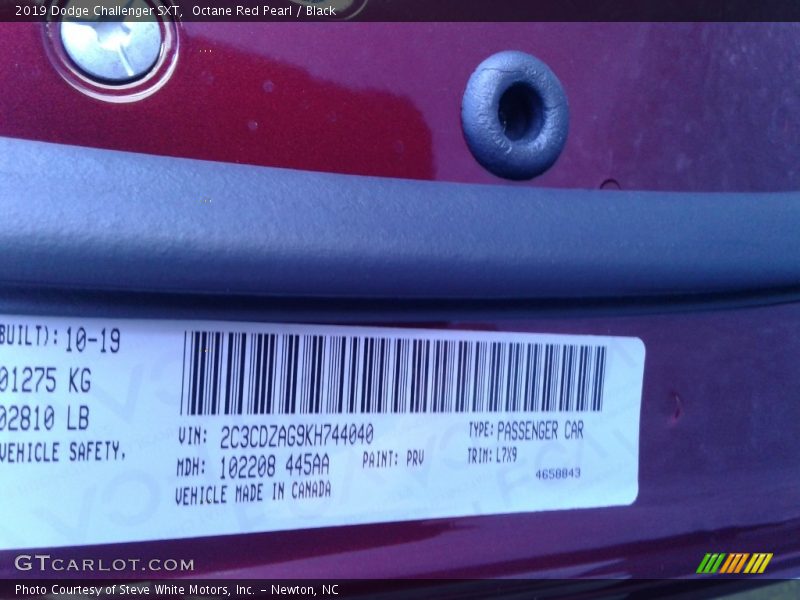 2019 Dodge Challenger SXT,  Octane Red Pearl / Black
BUILT): 10-19
01275 KG
02810 LB
VEHICLE SAFETY.
VIN: 2C3CDZAG9KH744040
TYPE: PASSENGER CAR
MDH: 102208 445AA
PAINT: PRV
TRIM: L7X9
VEHICLE MADE IN CANADA
4658843
GTCARLOT.COM
Photo Courtesy of Steve White Motors, Inc. – Newton, NC